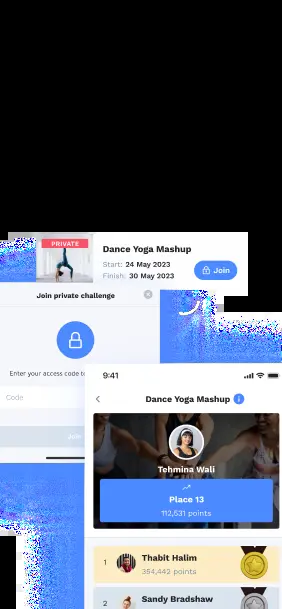 PRIVATE
Dance Yoga Mashup
Start: 24 May 2023
Finish: 30 May 2023
Join
Join private challenge
Enter your access code to
Code
Join
9:41
Dance Yoga Mashup
Tehmina Wali
Place 13
112,531 points
1
Thabit Halim
354,442 points
2
Sandy Bradshaw